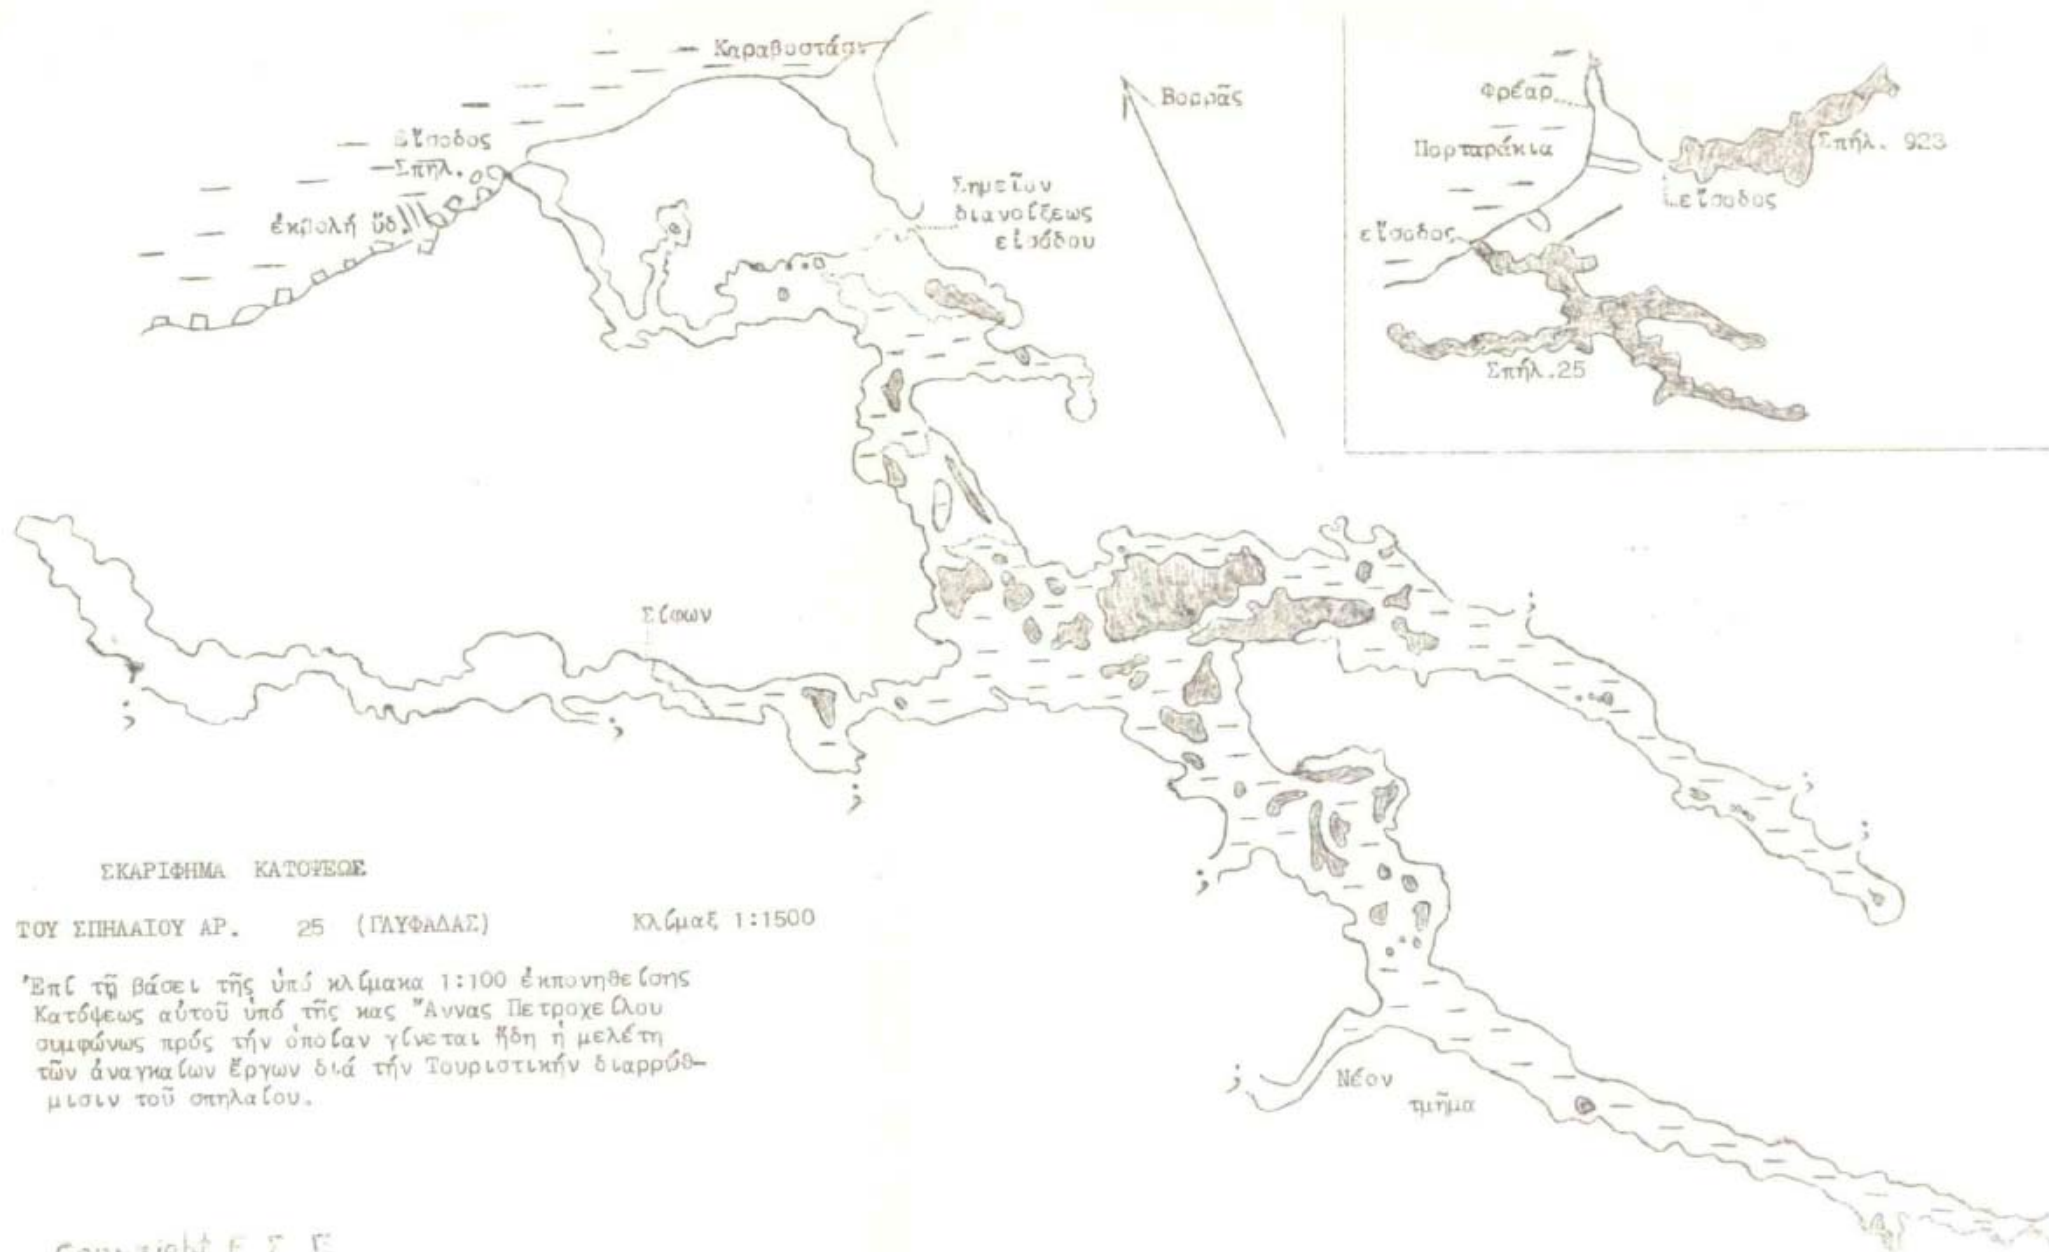 Καραβοστάσι
Βορρᾶς
Εἴσοδος
Σπήλ.
ἐκβολή ὕδ.
Σημεῖον
διανοίξεως
εἰσόδου
Φρέαρ
Πορταράκια
Σπήλ. 923
εἴσοδος
εἴσοδος
Σπήλ.25
Σίφων
;
;
;
;
;
;
;
;
ΣΚΑΡΙΦΗΜΑ ΚΑΤΟΨΕΩΣ
ΤΟΥ ΣΠΗΛΑΙΟΥ ΑΡ. 25 (ΓΛΥΦΑΔΑΣ) Κλίμαξ 1:1500
Ἐπί τῇ βάσει τῆς ὑπό κλίμακα 1:100 ἐκπονηθείσης
Κατόψεως αὐτοῦ ὑπό τῆς κας Ἄννας Πετροχείλου
συμφώνως πρός τήν ὁποίαν γίνεται ἤδη ἡ μελέτη
τῶν ἀναγκαίων ἔργων διά τήν Τουριστικήν διαρρύθ-
μισιν τοῦ σπηλαίου.
Νέον
τμῆμα
Copyright Ε Σ Ε